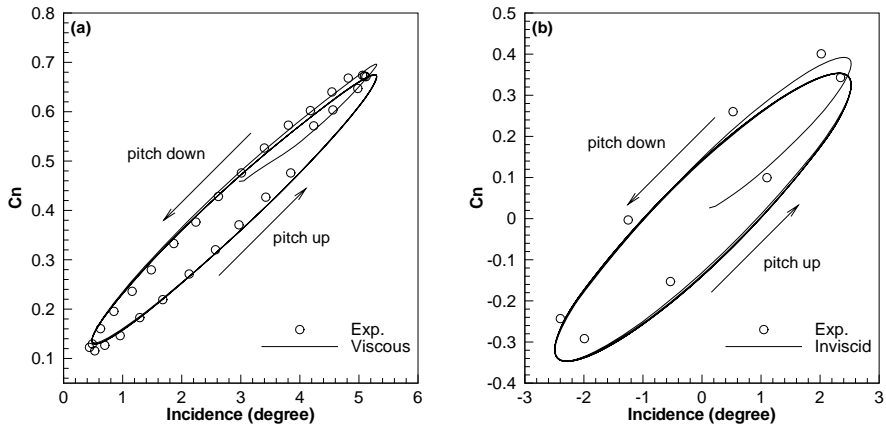 (a)
0.8
0.7
0.6
0.5
0.4
0.3
0.2
0.1
Cn
pitch down
pitch up
Exp.
Viscous
0 1 2 3 4 5 6
Incidence (degree)
(b)
0.5
0.4
0.3
0.2
0.1
0
-0.1
-0.2
-0.3
-0.4
Cn
pitch down
pitch up
Exp.
Inviscid
-3 -2 -1 0 1 2 3
Incidence (degree)